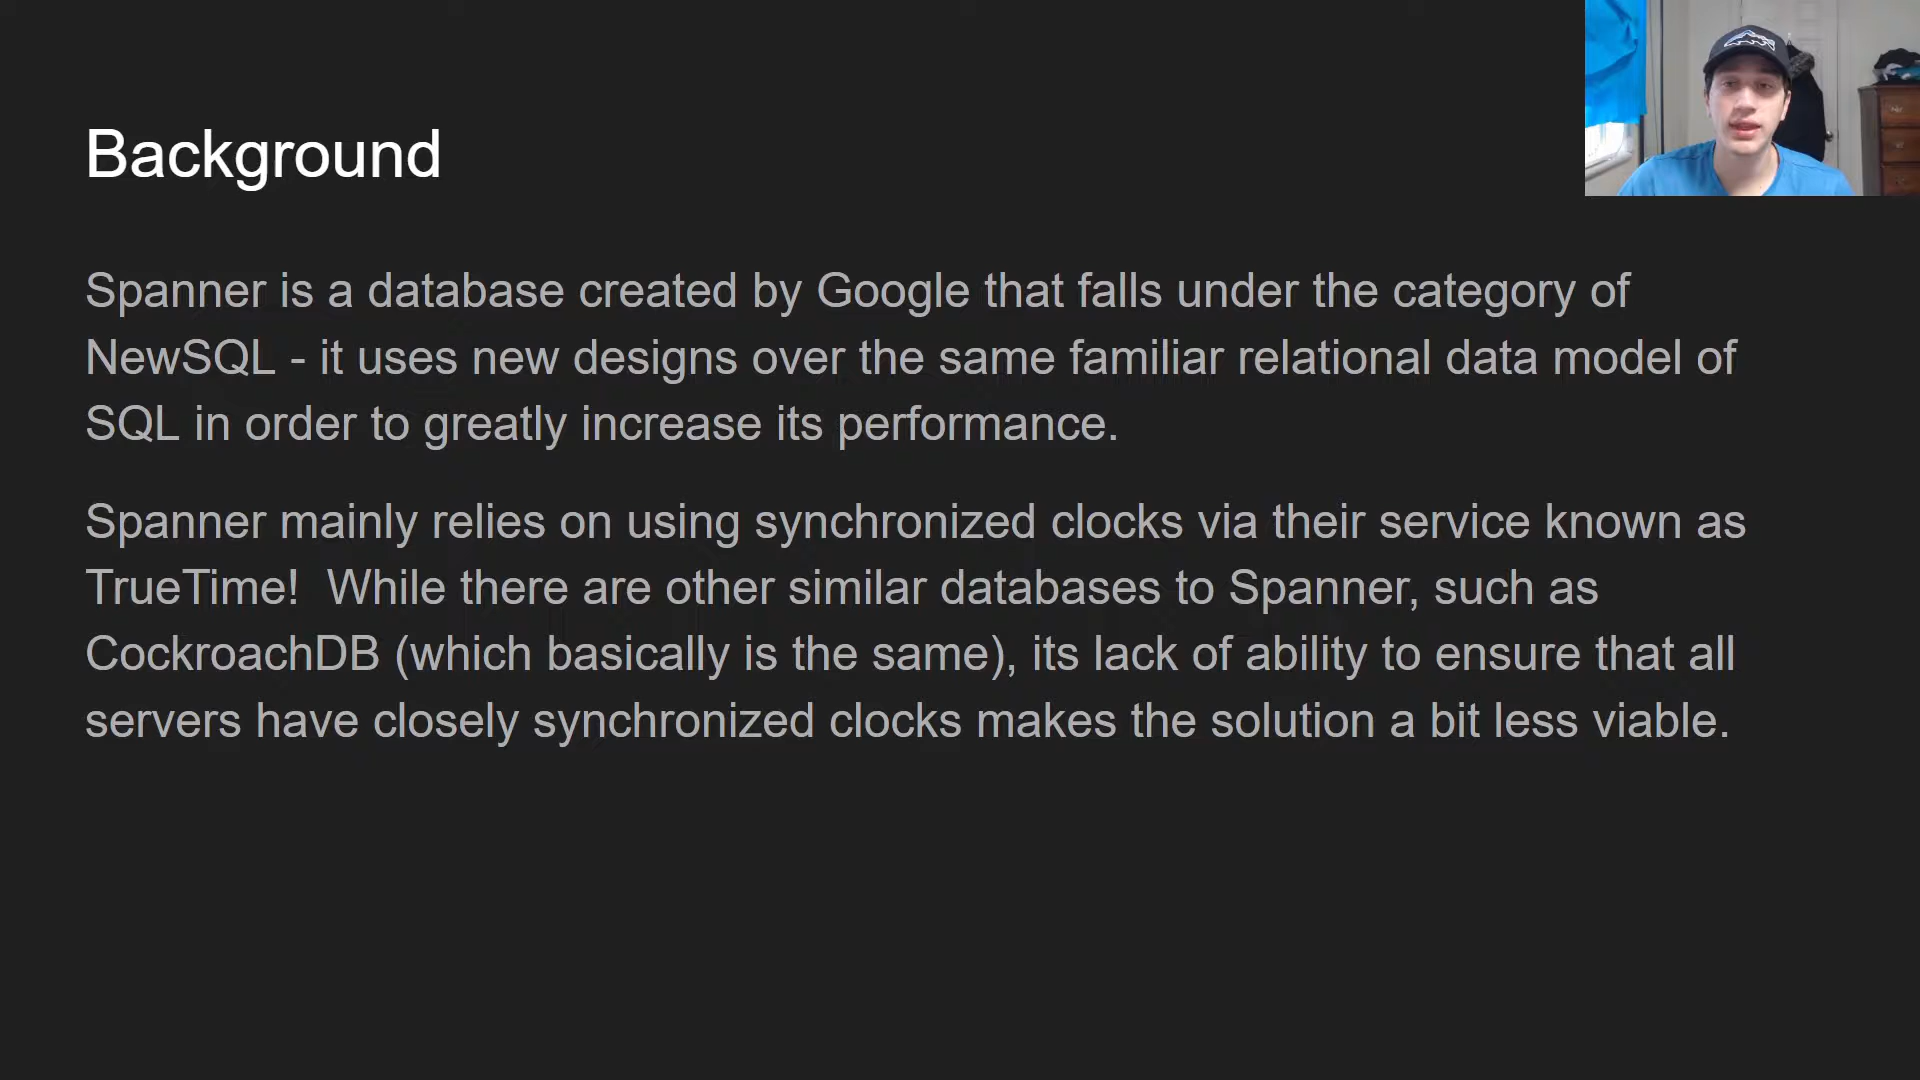 Background
Spanner is a database created by Google that falls under the category of
NewSQL - it uses new designs over the same familiar relational data model of
SQL in order to greatly increase its performance.
Spanner mainly relies on using synchronized clocks via their service known as
TrueTime!  While there are other similar databases to Spanner, such as
CockroachDB (which basically is the same), its lack of ability to ensure that all
servers have closely synchronized clocks makes the solution a bit less viable.